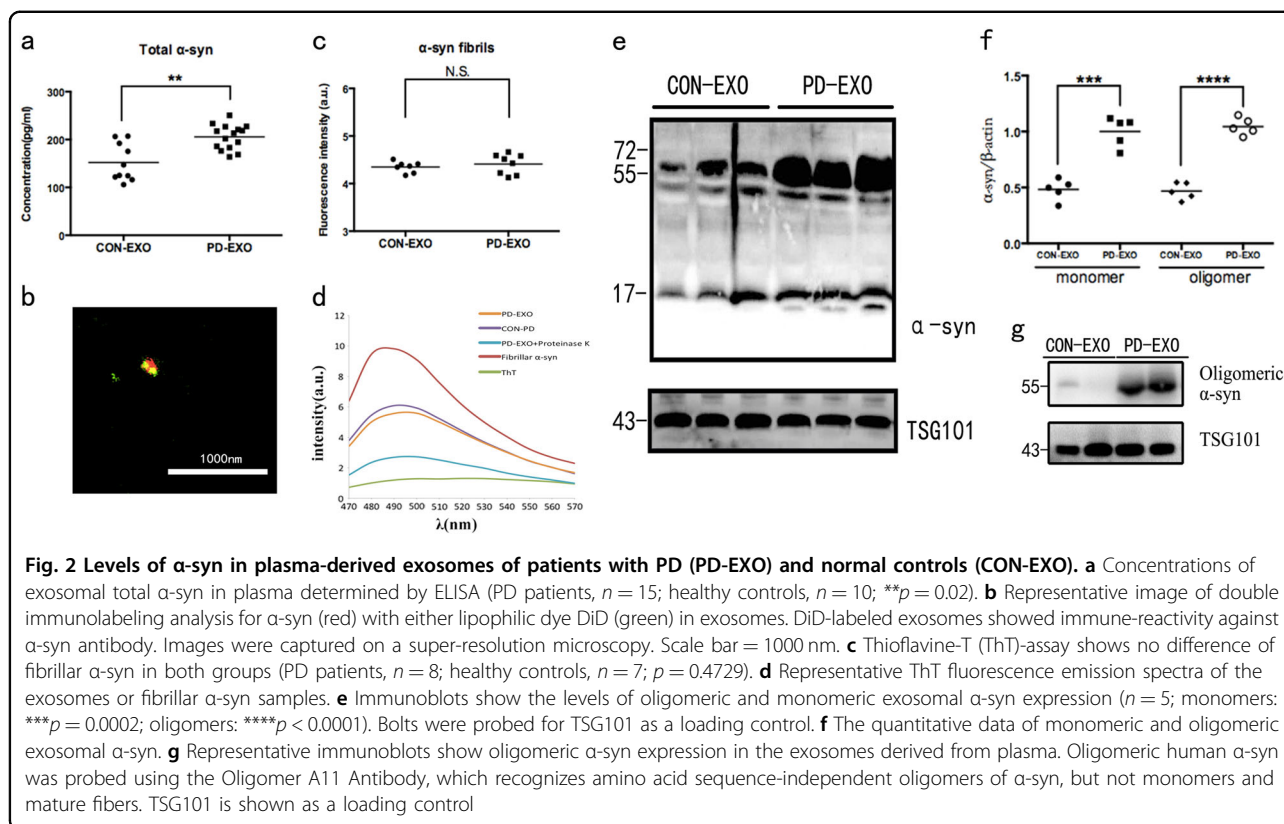 a
Total α-syn
**
Concentration(pg/ml)
300
200
100
0
CON-EXO
PD-EXO
c
α-syn fibrils
N.S.
Fluorescence intensity (a.u.)
6
5
4
3
CON-EXO
PD-EXO
b
1000nm
d
intensity(a.u.)
12
10
8
6
4
2
0
470 480 490 500 510 520 530 540 550 560 570
λ(nm)
PD-EXO
CON-PD
PD-EXO+Proteinase K
Fibrillar α-syn
ThT
e
CON-EXO PD-EXO
72
55
17
α-syn
43
TSG101
f
α-syn/β-actin
1.5
1.0
0.5
0.0
***
****
CON-EXO PD-EXO CON-EXO PD-EXO
monomer oligomer
g
CON-EXO PD-EXO
55
Oligomeric
α-syn
43
TSG101
Fig. 2 Levels of α-syn in plasma-derived exosomes of patients with PD (PD-EXO) and normal controls (CON-EXO). a Concentrations of
exosomal total α-syn in plasma determined by ELISA (PD patients, n = 15; healthy controls, n = 10; **p = 0.02). b Representative image of double
immunolabeling analysis for α-syn (red) with either lipophilic dye DiD (green) in exosomes. DiD-labeled exosomes showed immune-reactivity against
α-syn antibody. Images were captured on a super-resolution microscopy. Scale bar = 1000 nm. c Thioflavine-T (ThT)-assay shows no difference of
fibrillar α-syn in both groups (PD patients, n = 8; healthy controls, n = 7; p = 0.4729). d Representative ThT fluorescence emission spectra of the
exosomes or fibrillar α-syn samples. e Immunoblots show the levels of oligomeric and monomeric exosomal α-syn expression (n = 5; monomers:
***p = 0.0002; oligomers: ****p < 0.0001). Bolts were probed for TSG101 as a loading control. f The quantitative data of monomeric and oligomeric
exosomal α-syn. g Representative immunoblots show oligomeric α-syn expression in the exosomes derived from plasma. Oligomeric human α-syn
was probed using the Oligomer A11 Antibody, which recognizes amino acid sequence-independent oligomers of α-syn, but not monomers and
mature fibers. TSG101 is shown as a loading control